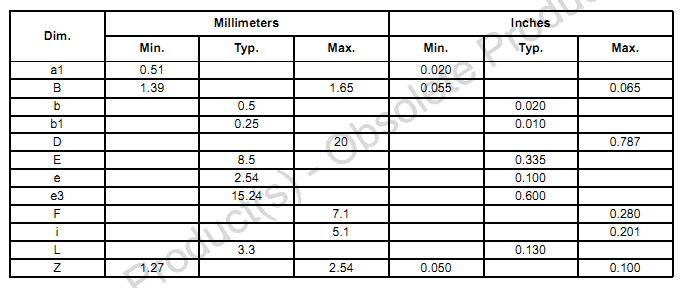 Dim. Millimeters Inches
Min. Typ. Max. Min. Typ. Max.
a1 0.51 0.020
B 1.39 1.65 0.055 0.065
b 0.5 0.020
b1 0.25 0.010
D 20 0.787
E 8.5 0.335
e 2.54 0.100
e3 15.24 0.600
F 7.1 0.280
i 5.1 0.201
L 3.3 0.130
Z 1.27 2.54 0.050 0.100
Product(s) - Obsolete Produc